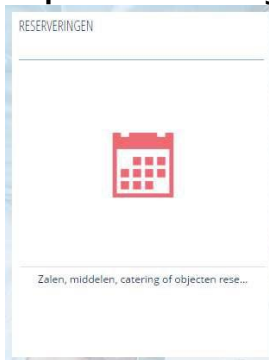 RESERVERINGEN
Zalen, middelen, catering of objecten rese...